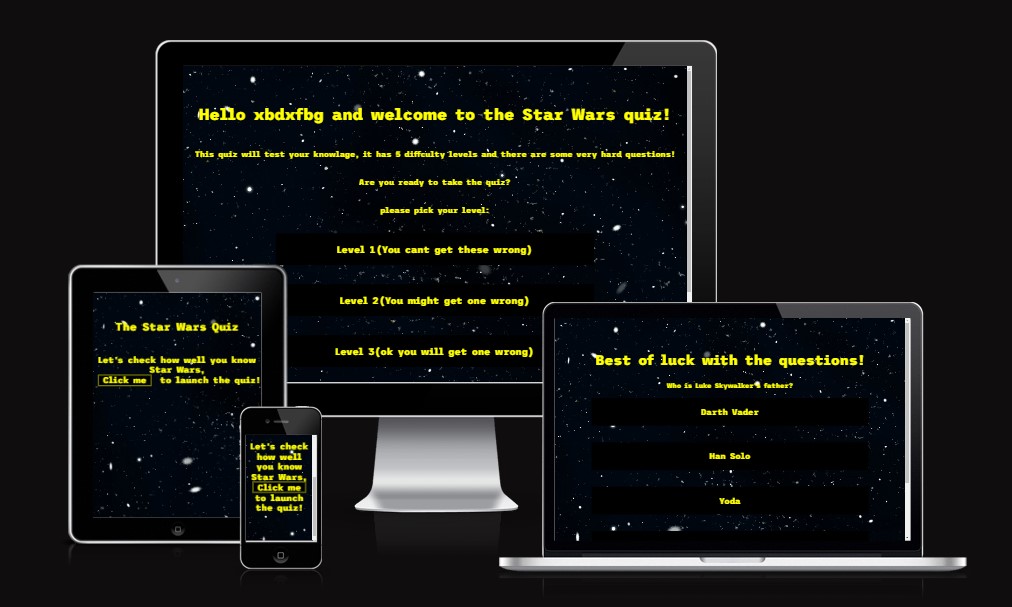 Hello xbdxfbg and welcome to the Star Wars quiz!
This quiz will test your knowlage, it has 5 difficulty levels and there are some very hard questions!
Are you ready to take the quiz?
please pick your level:
Level 1(You cant get these wrong)
Level 2(You might get one wrong)
Level 3(ok you will get one wrong)
The Star Wars Quiz
Let's check how well you know
Star Wars,
Click me to launch the quiz!
Let's check
how well
you know
Star Wars,
Click me
to launch
the quiz!
Best of luck with the questions!
Who is Luke Skywalker's father?
Darth Vader
Han Solo
Yoda